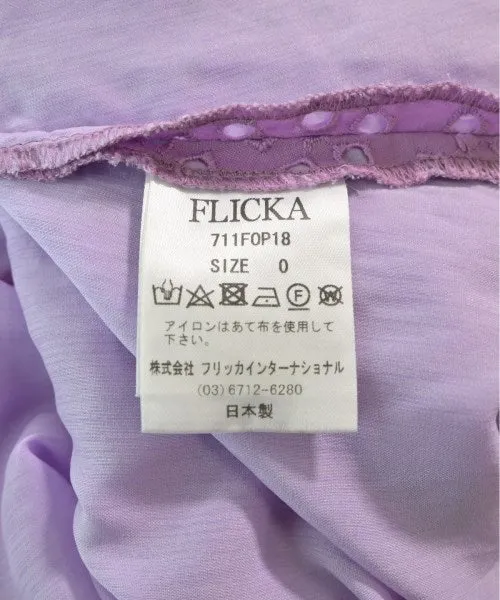 FLICKA
711FOP18
SIZE 0
F W
アイロンはあて布を使用して
下さい。
株式会社 フリッカインターナショナル
(03)6712-6280
日本製